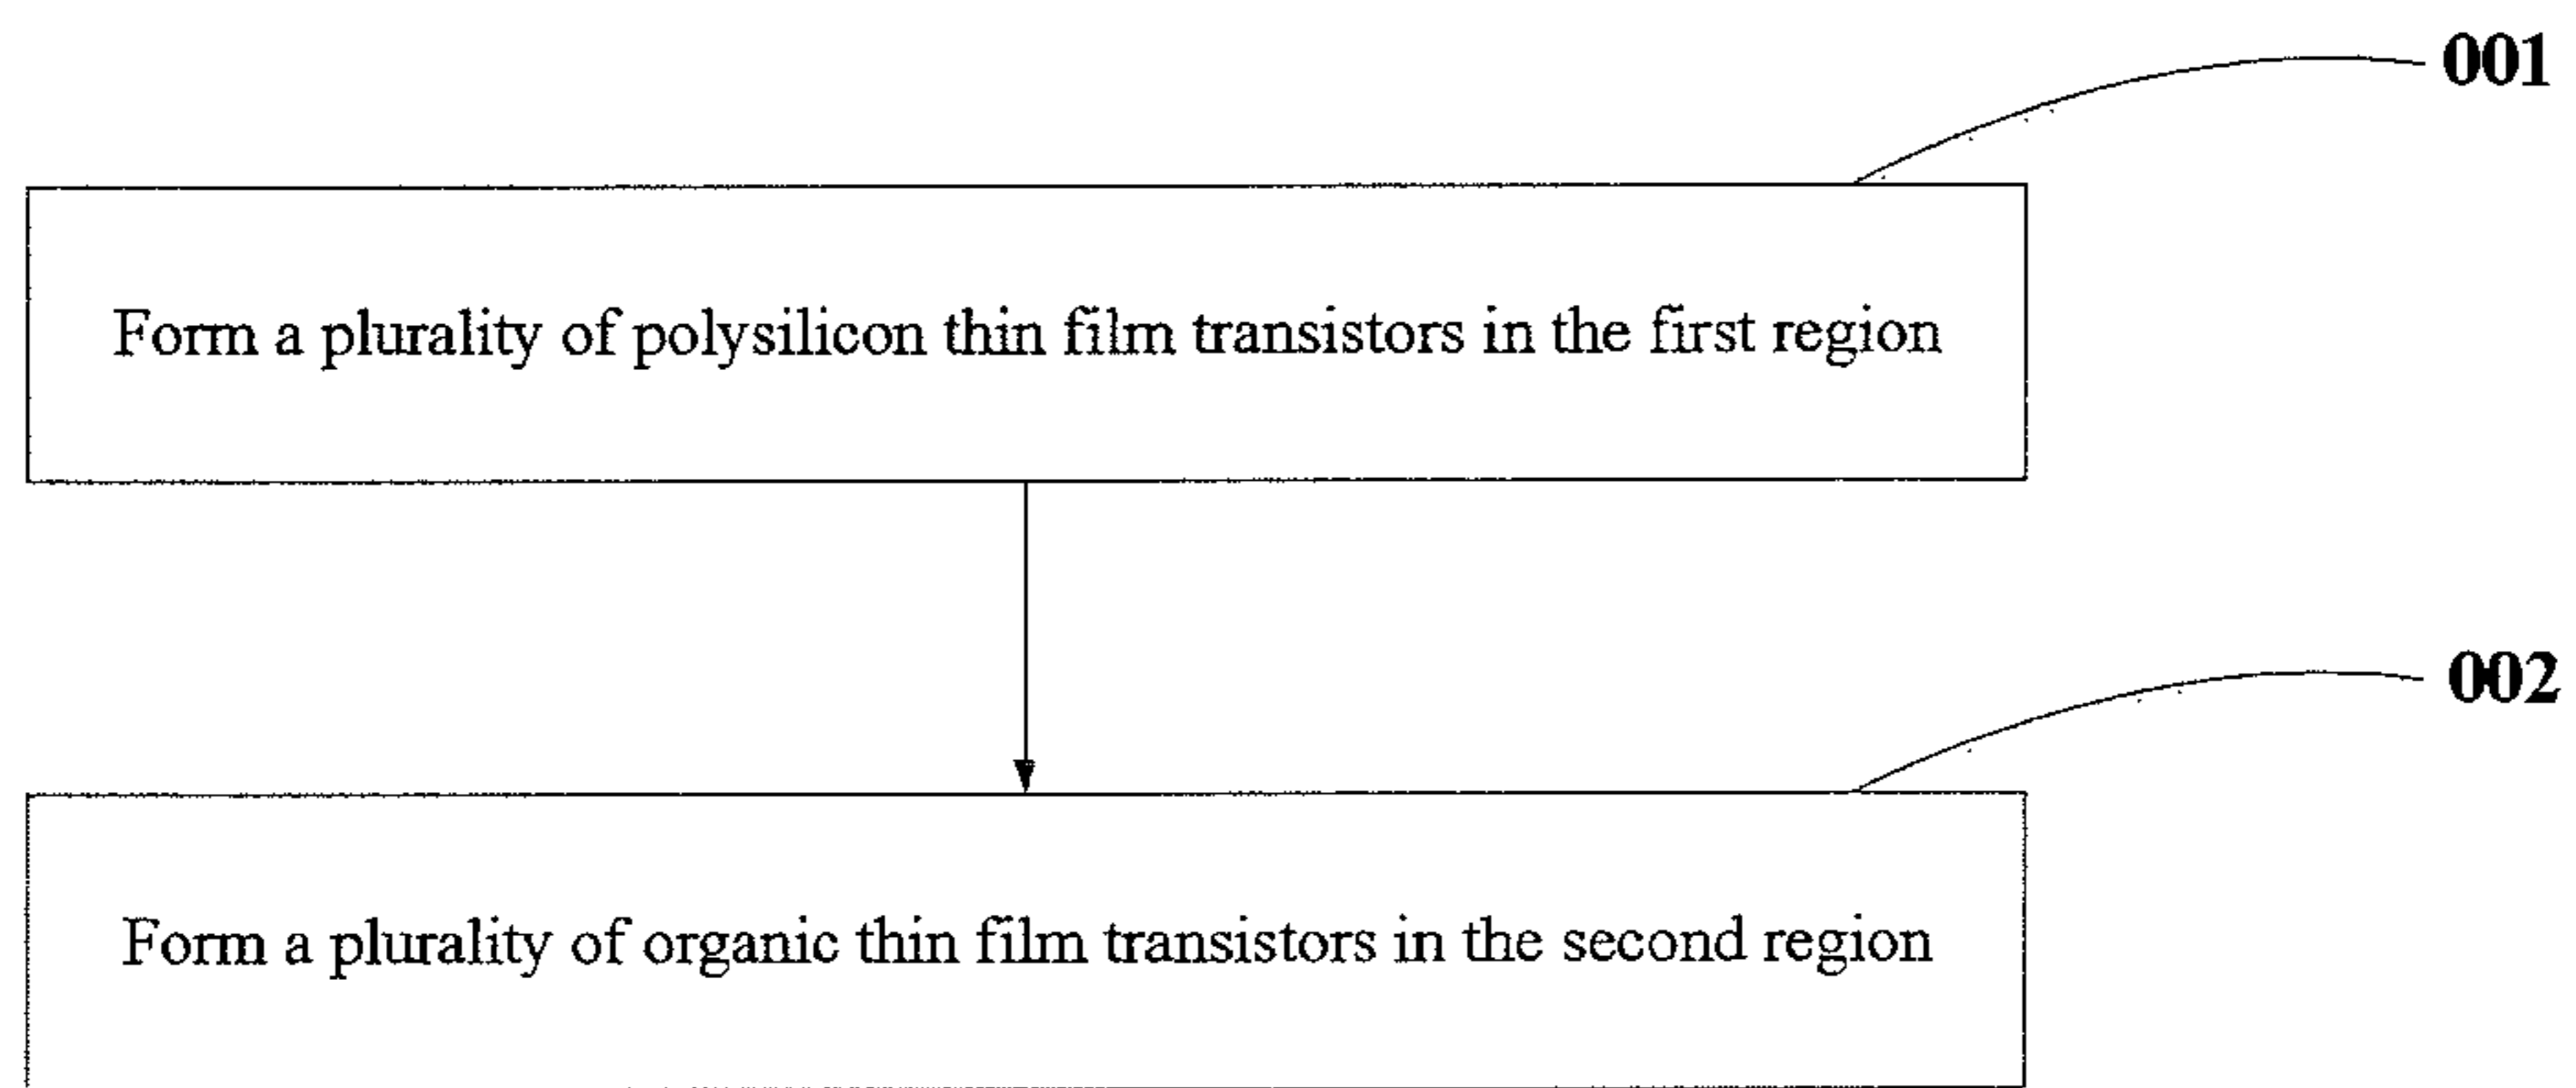 001
Form a plurality of polysilicon thin film transistors in the first region
002
Form a plurality of organic thin film transistors in the second region